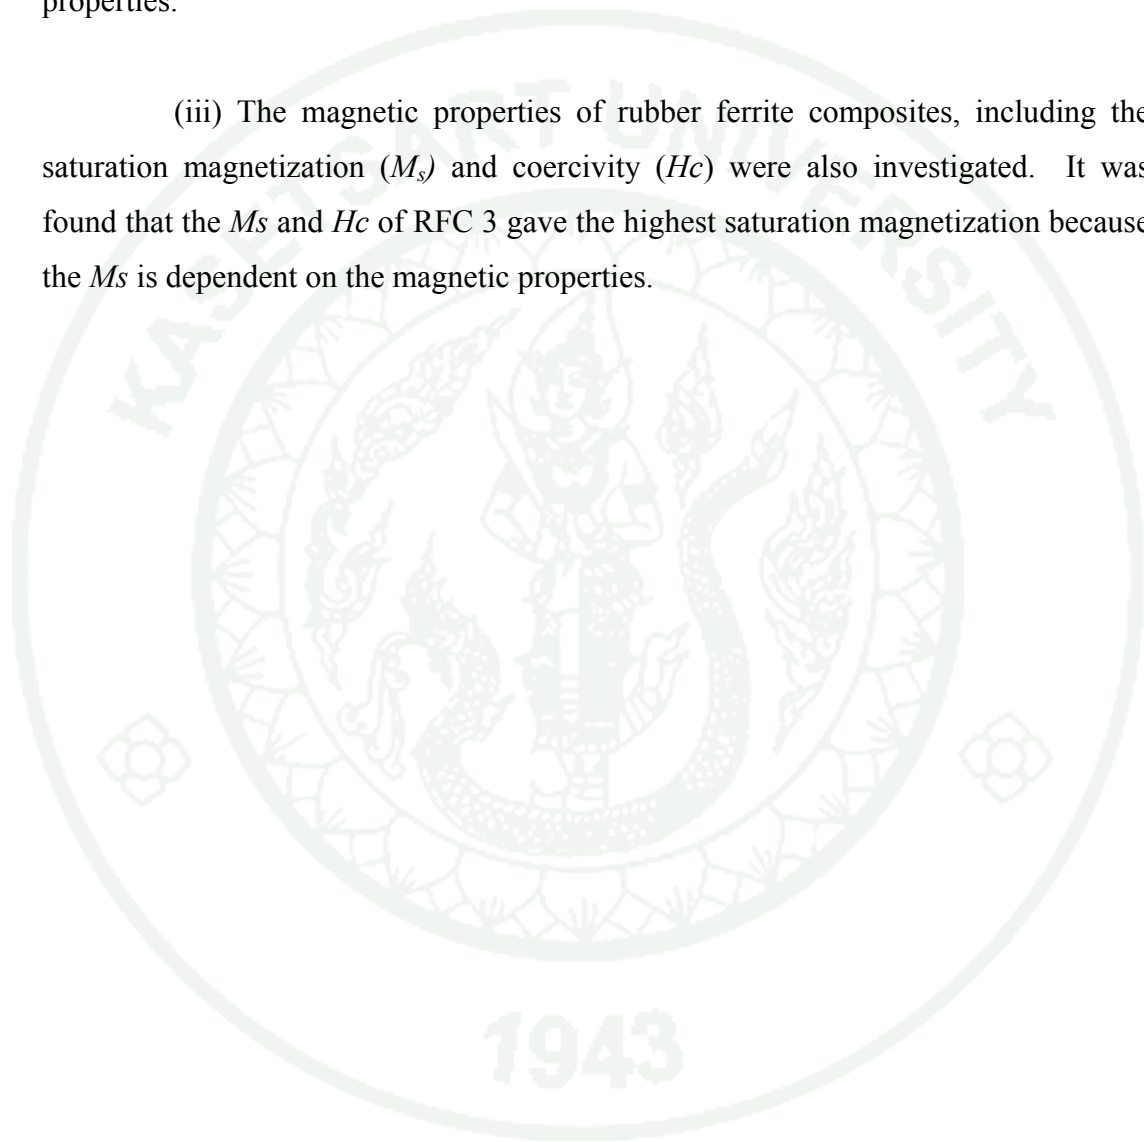 properties.
(iii) The magnetic properties of rubber ferrite composites, including the
saturation magnetization (Ms) and coercivity (Hc) were also investigated. It was
found that the Ms and Hc of RFC 3 gave the highest saturation magnetization because
the Ms is dependent on the magnetic properties.
KASETSART UNIVERSITY
1943